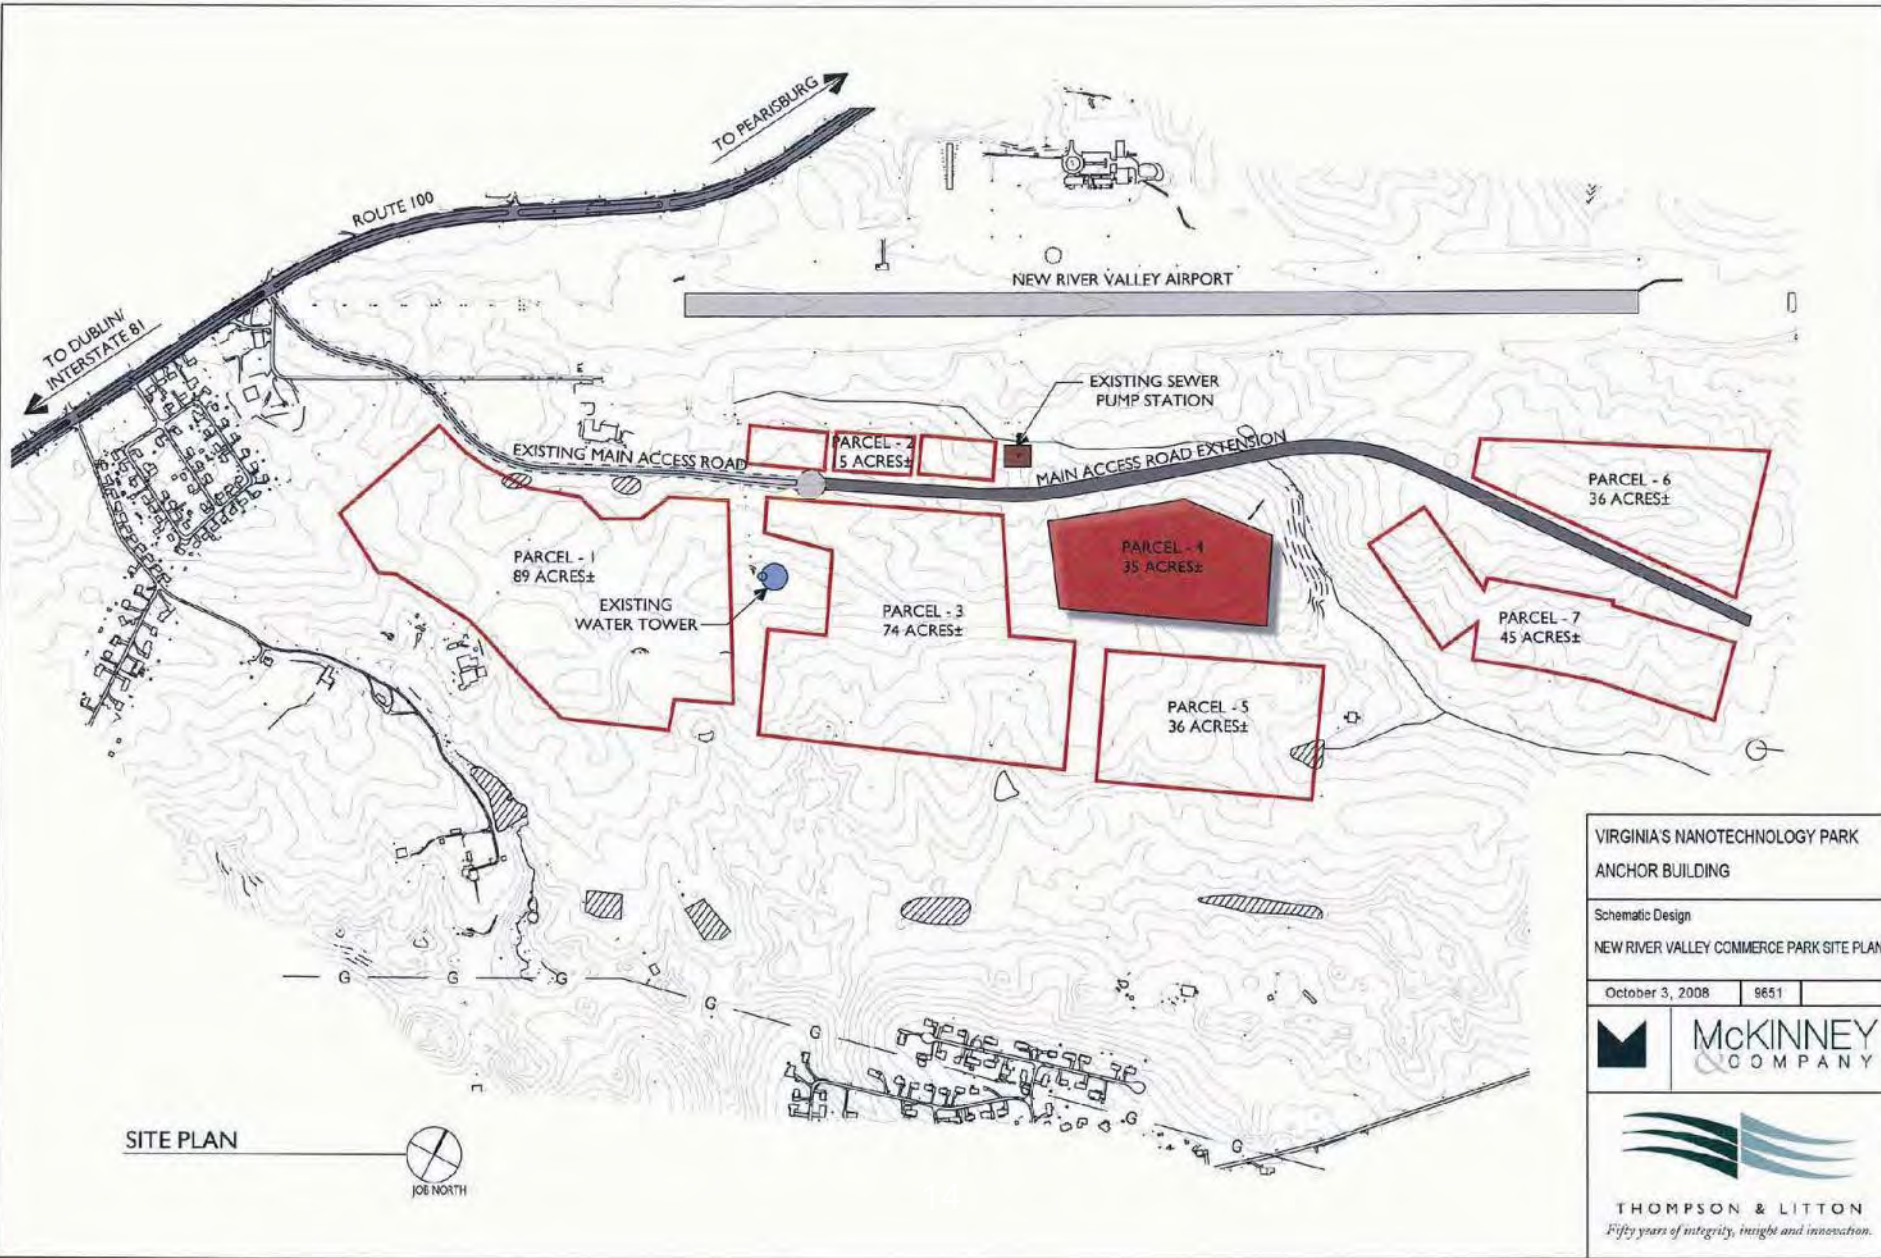 TO PEARISBURG
ROUTE 100
NEW RIVER VALLEY AIRPORT
TO DUBLIN/
INTERSTATE 81
EXISTING SEWER
PUMP STATION
EXISTING MAIN ACCESS ROAD
PARCEL - 2
5 ACRES±
MAIN ACCESS ROAD EXTENSION
PARCEL - 6
36 ACRES±
PARCEL - 1
89 ACRES±
PARCEL - 4
35 ACRES±
EXISTING
WATER TOWER
PARCEL - 3
74 ACRES±
PARCEL - 7
45 ACRES±
PARCEL - 5
36 ACRES±
G
G
G
G
G
G
G
SITE PLAN
JOB NORTH
VIRGINIA'S NANOTECHNOLOGY PARK
ANCHOR BUILDING
Schematic Design
NEW RIVER VALLEY COMMERCE PARK SITE PLAN
October 3, 2008 9651
McKINNEY
& COMPANY
THOMPSON & LITTON
Fifty years of integrity, insight and innovation.